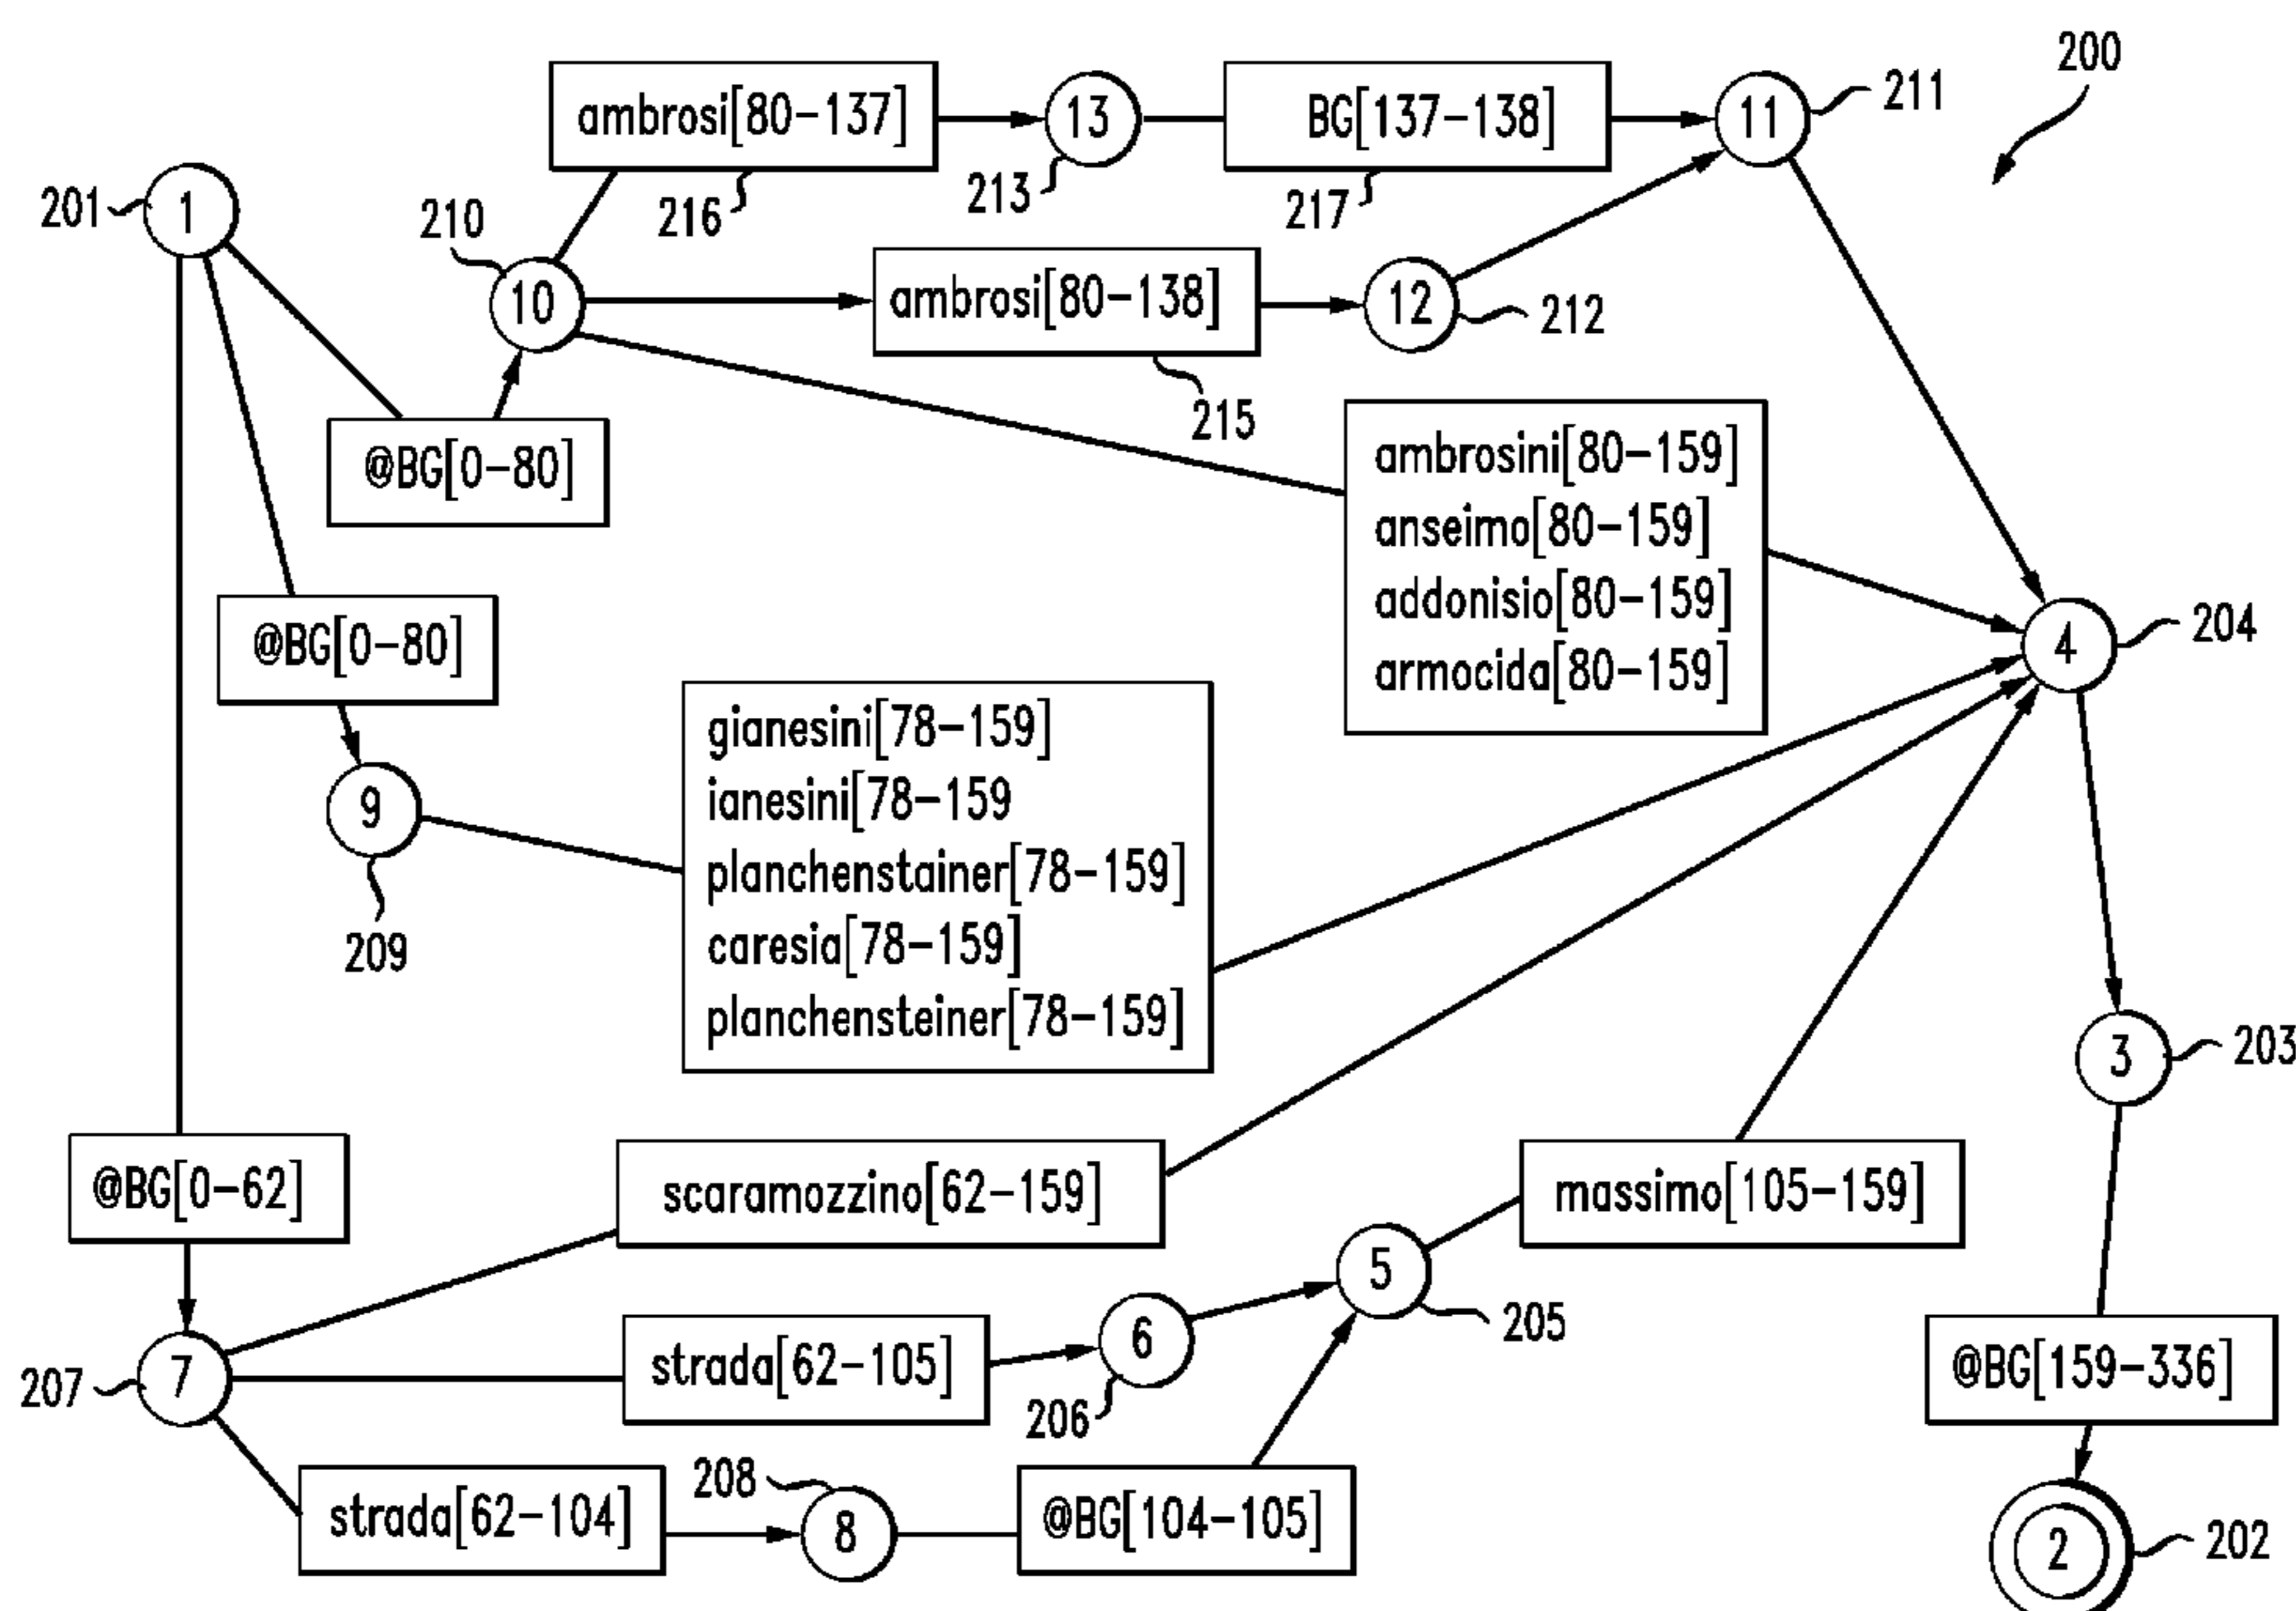 200
ambrosi[80-137]
13
BG[137-138]
11
211
201
1
216
213
217
210
10
ambrosi[80-138]
12
212
215
@BG[0-80]
ambrosini[80-159]
anseimo[80-159]
addonisio[80-159]
armocida[80-159]
@BG[0-80]
4
204
9
209
gianesini[78-159]
ianesini[78-159
planchenstainer[78-159]
caresia[78-159]
planchensteiner[78-159]
3
203
@BG[0-62]
scaramozzino[62-159]
massimo[105-159]
5
205
6
206
7
207
strada[62-105]
@BG[159-336]
strada[62-104]
208
8
@BG[104-105]
2
202